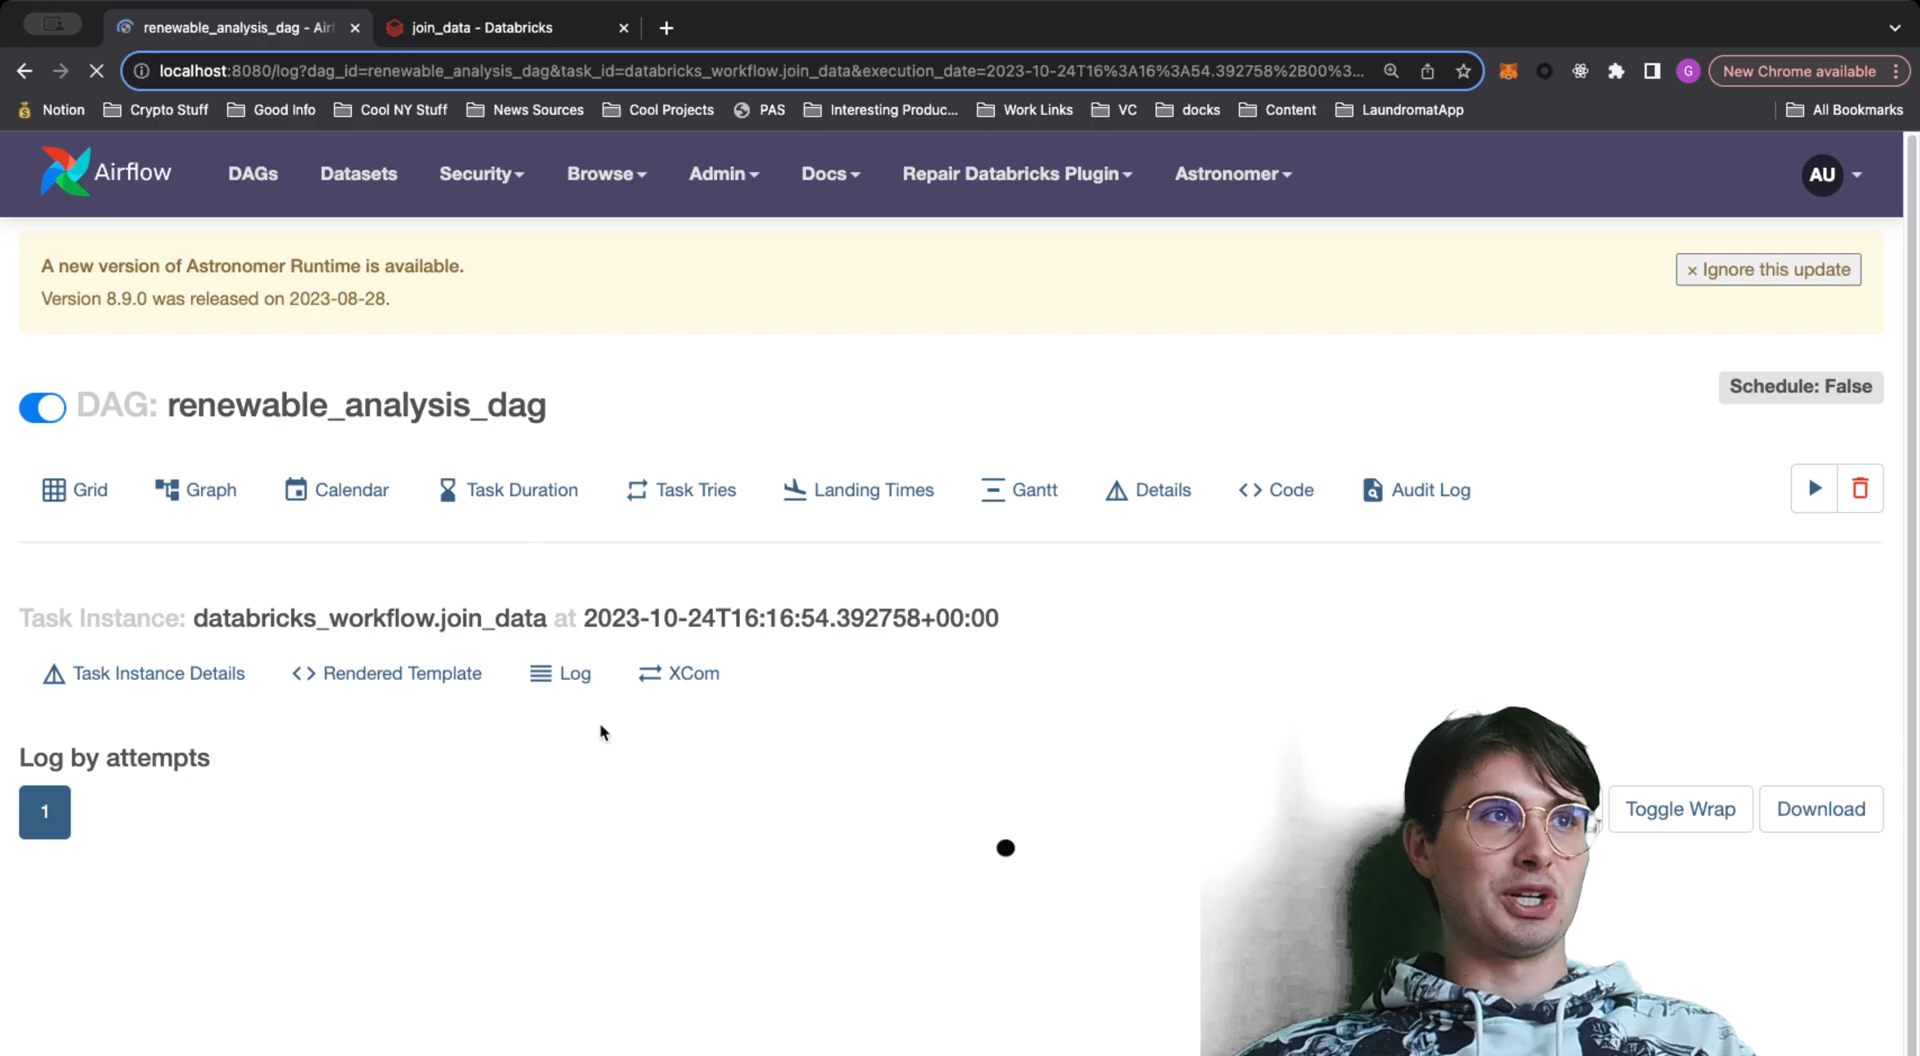 renewable_analysis_dag - Air
join_data - Databricks
localhost:8080/log?dag_id=renewable_analysis_dag&task_id=databricks_workflow.join_data&execution_date=2023-10-24T16%3A16%3A54.392758%2B00%3...
G
New Chrome available
Notion
Crypto Stuff
Good Info
Cool NY Stuff
News Sources
Cool Projects
PAS
Interesting Produc...
Work Links
VC
docks
Content
LaundromatApp
All Bookmarks
Airflow
DAGs
Datasets
Security
Browse
Admin
Docs
Repair Databricks Plugin
Astronomer
AU
A new version of Astronomer Runtime is available.
Version 8.9.0 was released on 2023-08-28.
× Ignore this update
DAG: renewable_analysis_dag
Schedule: False
Grid
Graph
Calendar
Task Duration
Task Tries
Landing Times
Gantt
Details
Code
Audit Log
Task Instance: databricks_workflow.join_data at 2023-10-24T16:16:54.392758+00:00
Task Instance Details
Rendered Template
Log
XCom
Log by attempts
1
Toggle Wrap
Download